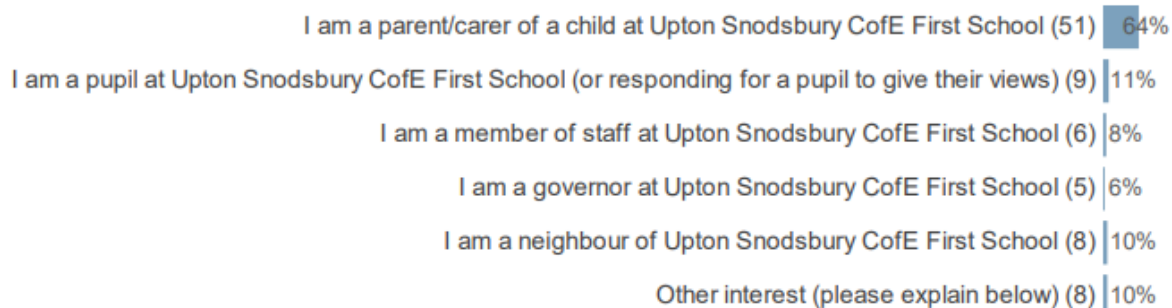 I am a parent/carer of a child at Upton Snodsbury CofE First School (51) 64%
I am a pupil at Upton Snodsbury CofE First School (or responding for a pupil to give their views) (9) 11%
I am a member of staff at Upton Snodsbury CofE First School (6) 8%
I am a governor at Upton Snodsbury CofE First School (5) 6%
I am a neighbour of Upton Snodsbury CofE First School (8) 10%
Other interest (please explain below) (8) 10%